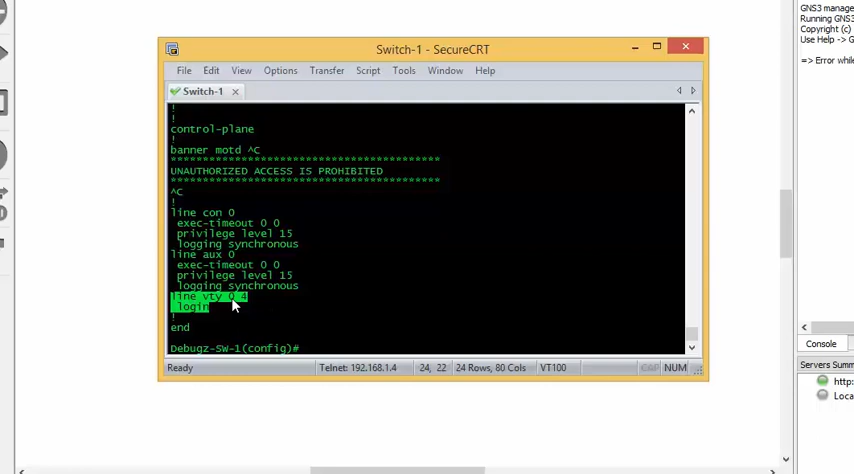 GNS3 manage
Running GNS3
Copyright (c)
Use Help -> G
=> Error while
Switch-1 - SecureCRT
File Edit View Options Transfer Script Tools Window Help
Switch-1
!
!
control-plane
!
banner motd ^C
*****************************************
UNAUTHORIZED ACCESS IS PROHIBITED
*****************************************
^C
!
line con 0
exec-timeout 0 0
privilege level 15
logging synchronous
line aux 0
exec-timeout 0 0
privilege level 15
logging synchronous
line vty 0 4
login
!
end
Debugz-SW-1(config)#
Ready Telnet: 192.168.1.4 24, 22 24 Rows, 80 Cols VT100 CAP NUM
Console
Servers Summ
http:
Loca